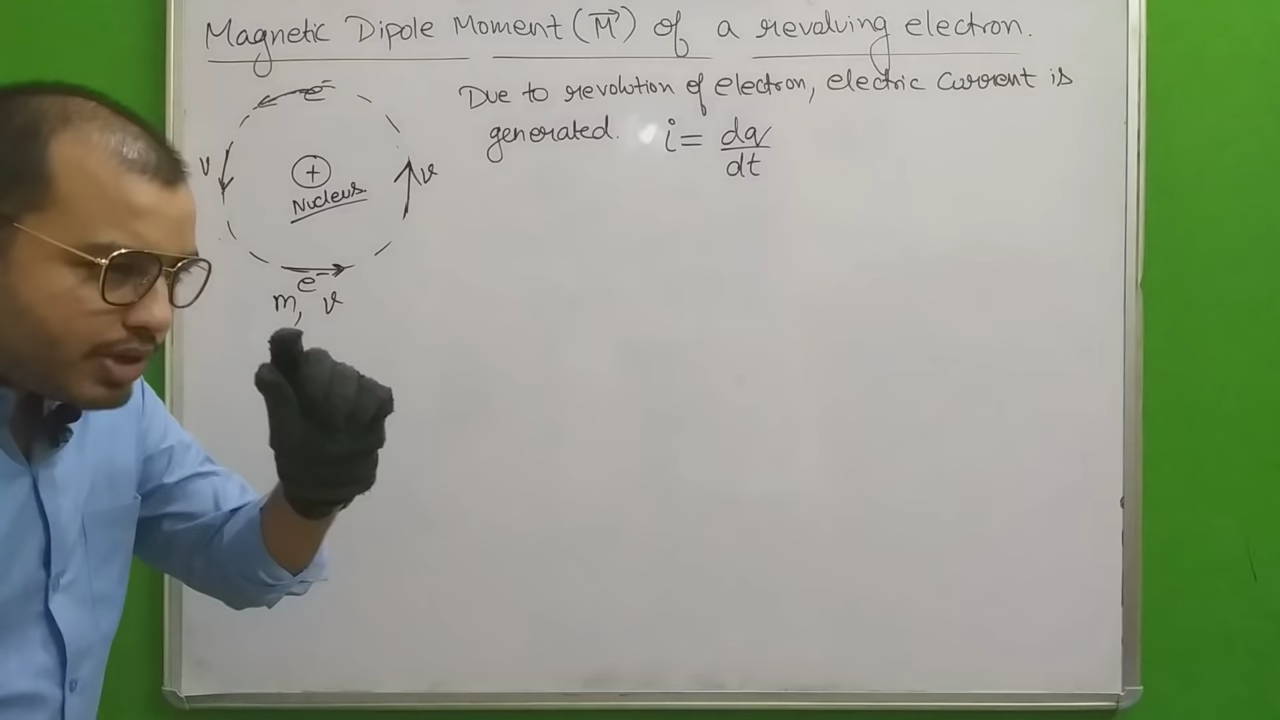 Magnetic Dipole Moment (M⃗) of a revolving electron.
Due to revolution of electron, electric current is
generated. i = dq/dt
e⁻
v
+
Nucleus
v
e⁻
m, v